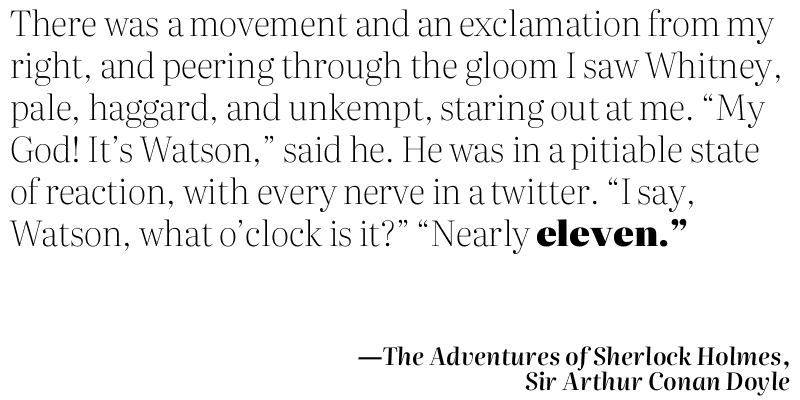 There was a movement and an exclamation from my
right, and peering through the gloom I saw Whitney,
pale, haggard, and unkempt, staring out at me. “My
God! It’s Watson,” said he. He was in a pitiable state
of reaction, with every nerve in a twitter. “I say,
Watson, what o’clock is it?” “Nearly eleven.”
—The Adventures of Sherlock Holmes,
Sir Arthur Conan Doyle